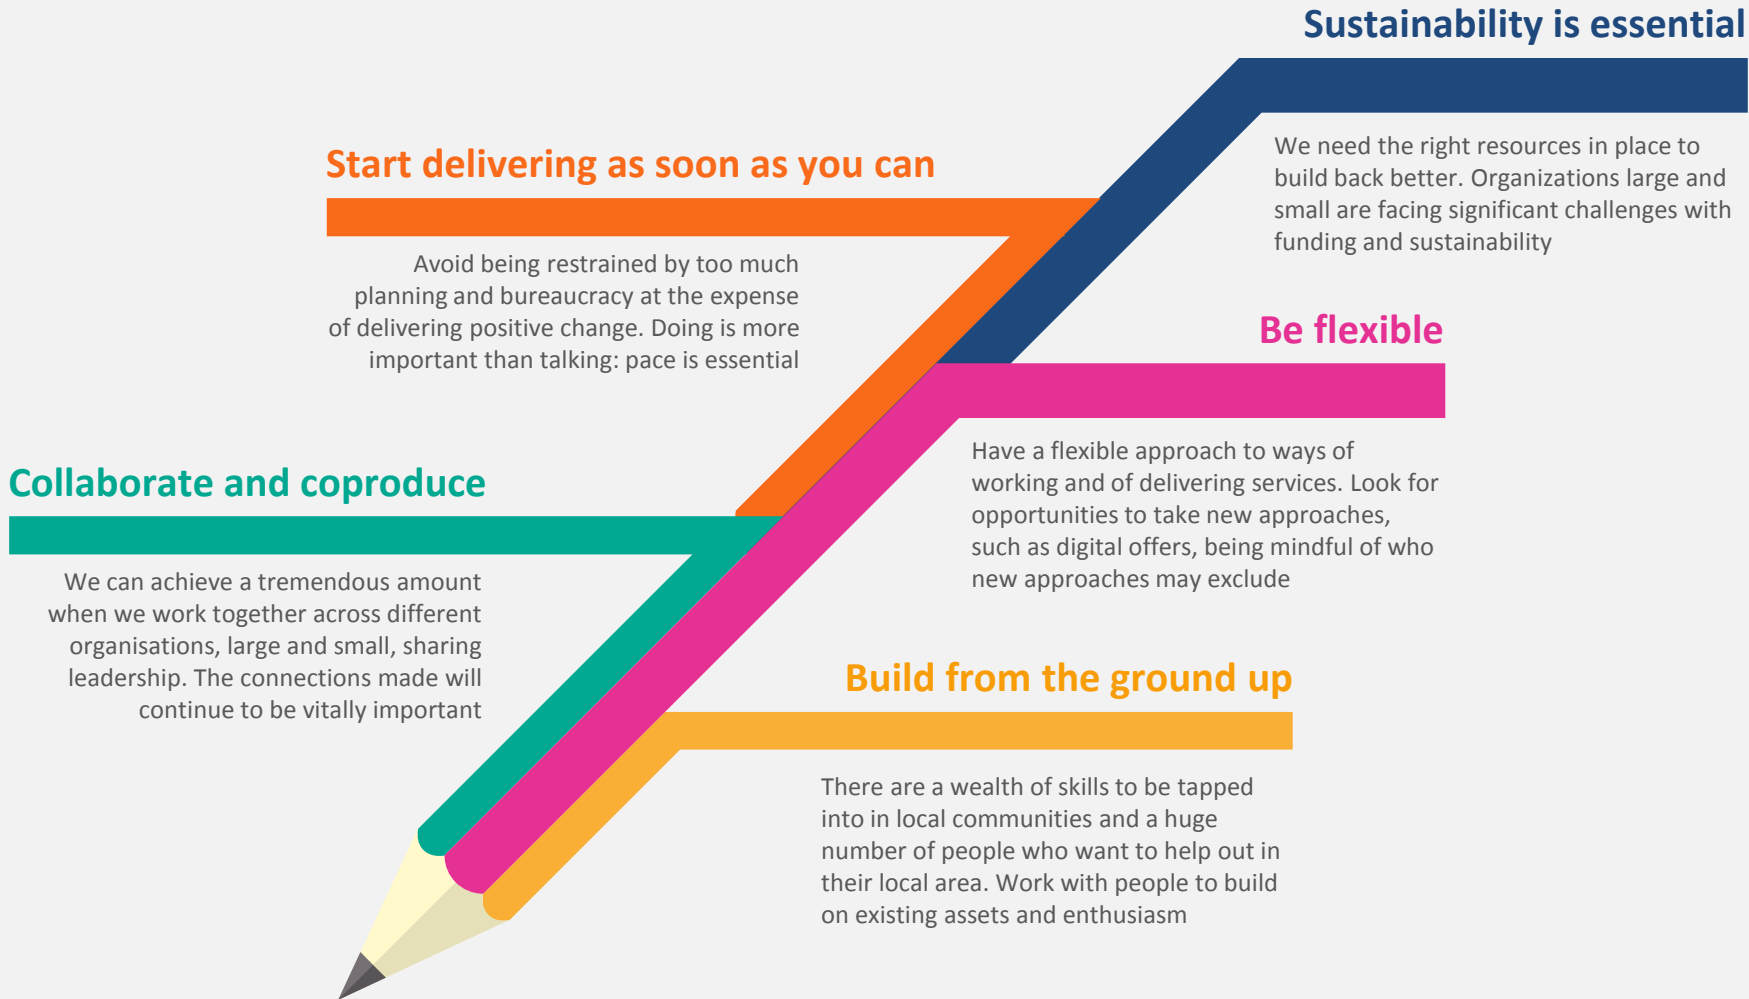 Sustainability is essential
We need the right resources in place to
build back better. Organizations large and
small are facing significant challenges with
funding and sustainability
Start delivering as soon as you can
Avoid being restrained by too much
planning and bureaucracy at the expense
of delivering positive change. Doing is more
important than talking: pace is essential
Be flexible
Have a flexible approach to ways of
working and of delivering services. Look for
opportunities to take new approaches,
such as digital offers, being mindful of who
new approaches may exclude
Collaborate and coproduce
We can achieve a tremendous amount
when we work together across different
organisations, large and small, sharing
leadership. The connections made will
continue to be vitally important
Build from the ground up
There are a wealth of skills to be tapped
into in local communities and a huge
number of people who want to help out in
their local area. Work with people to build
on existing assets and enthusiasm